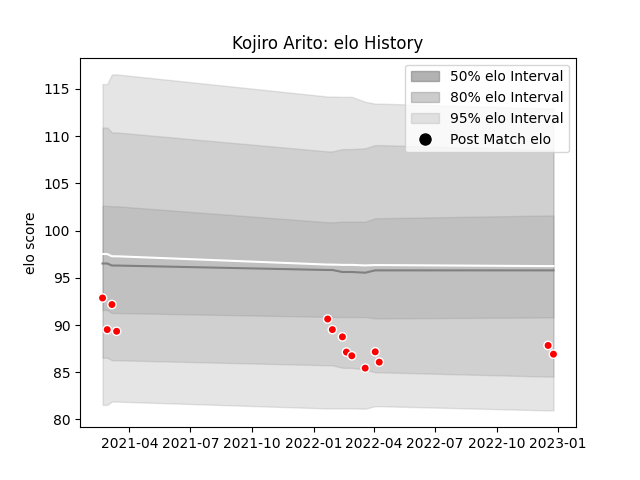 Kojiro Arito: elo History
50% elo Interval
80% elo Interval
95% elo Interval
Post Match elo
elo score
115
110
105
100
95
90
85
80
2021-04 2021-07 2021-10 2022-01 2022-04 2022-07 2022-10 2023-01